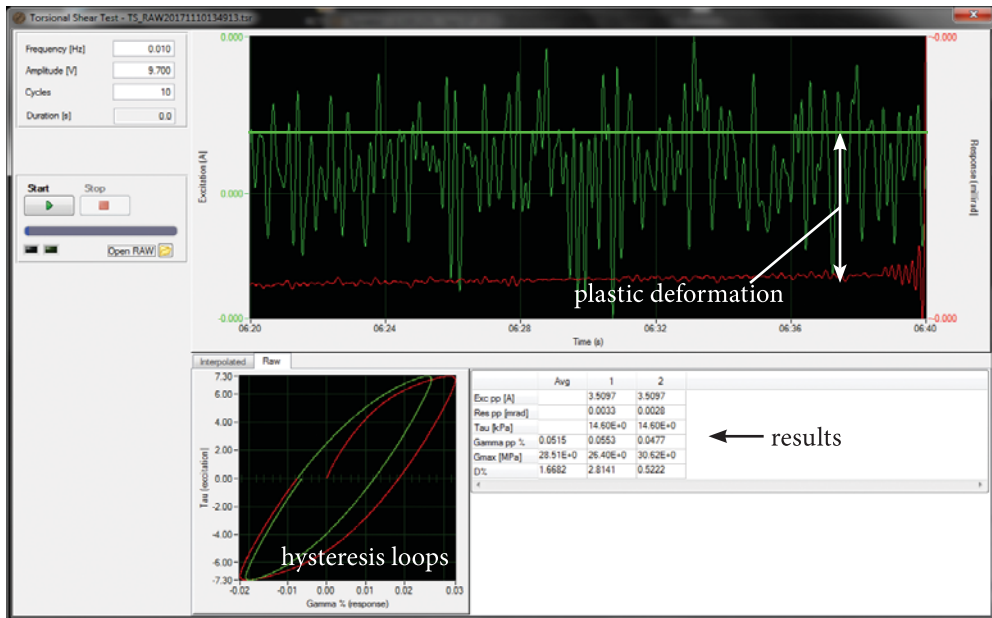 Torsional Shear Test - TS_RAW20171110134913.tsr
Frequency [Hz] 0.010
Amplitude [V] 9.700
Cycles 10
Duration [s] 0.0
Start Stop
Open RAW
0.000
0.000
-0.000
Excitation [A]
-0.000
-0.000
Response [millirad]
plastic deformation
06:20 06:24 06:28 06:32 06:36 06:40
Time (s)
Interpolated Raw
7.30
6.00
4.00
2.00
0.00
-2.00
-4.00
-6.00
-7.30
Tau (excitation)
hysteresis loops
-0.02 -0.01 0.00 0.01 0.02 0.03
Gamma % (response)
Avg 1 2
Exc pp [A] 3.5097 3.5097
Res pp [mrad] 0.0033 0.0028
Tau [kPa] 14.60E+0 14.60E+0
Gamma pp % 0.0515 0.0553 0.0477
Gmax [MPa] 28.51E+0 26.40E+0 30.62E+0
D% 1.6682 2.8141 0.5222
results